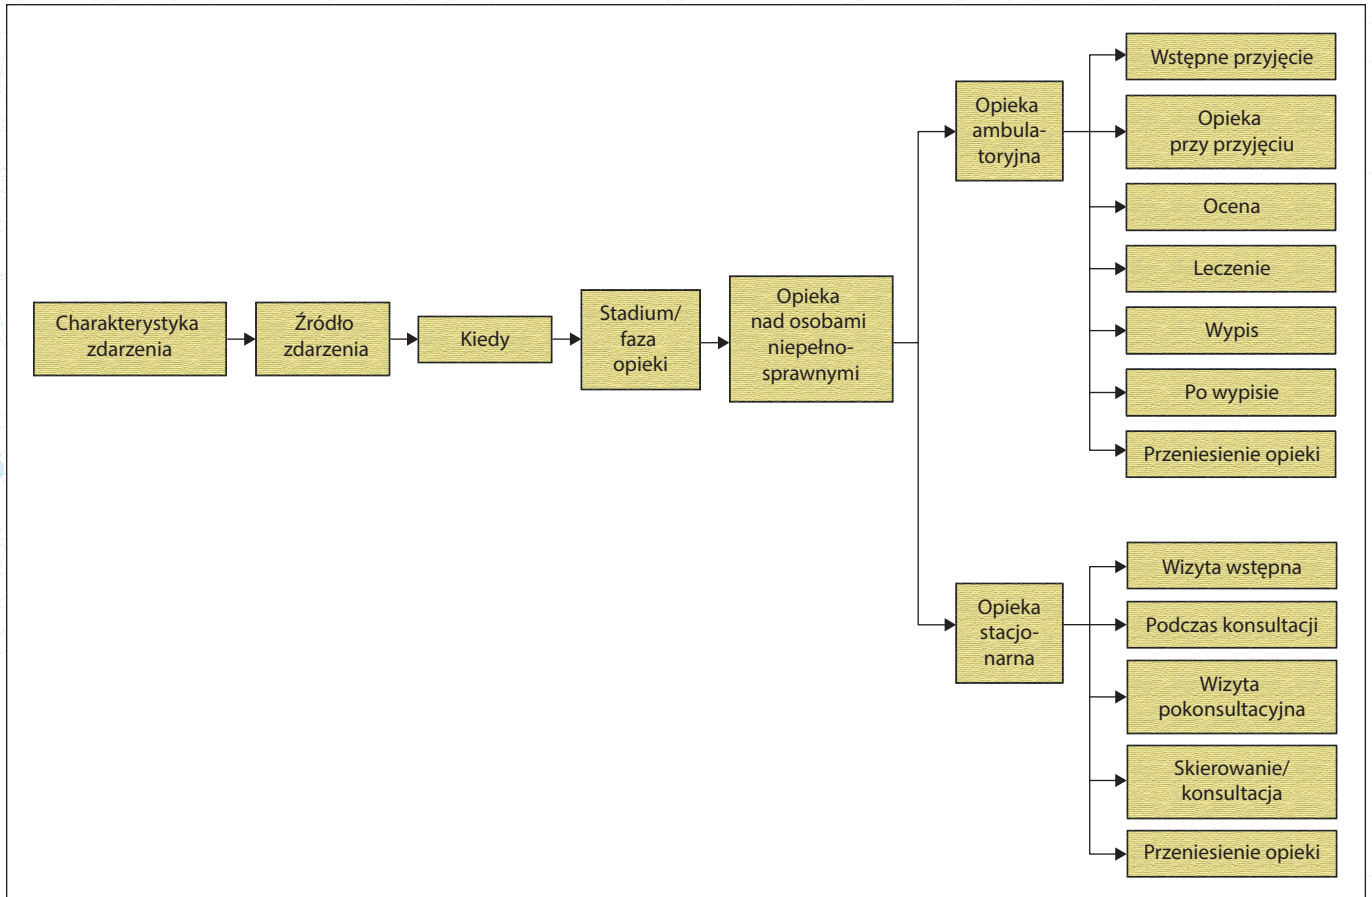 Charakterystyka
zdarzenia
Źródło
zdarzenia
Kiedy
Stadium/
faza
opieki
Opieka
nad osobami
niepełno-
sprawnymi
Opieka
ambula-
toryjna
Wstępne przyjęcie
Opieka
przy przyjęciu
Ocena
Leczenie
Wypis
Po wypisie
Przeniesienie opieki
Opieka
stacjo-
narna
Wizyta wstępna
Podczas konsultacji
Wizyta
pokonsultacyjna
Skierowanie/
konsultacja
Przeniesienie opieki